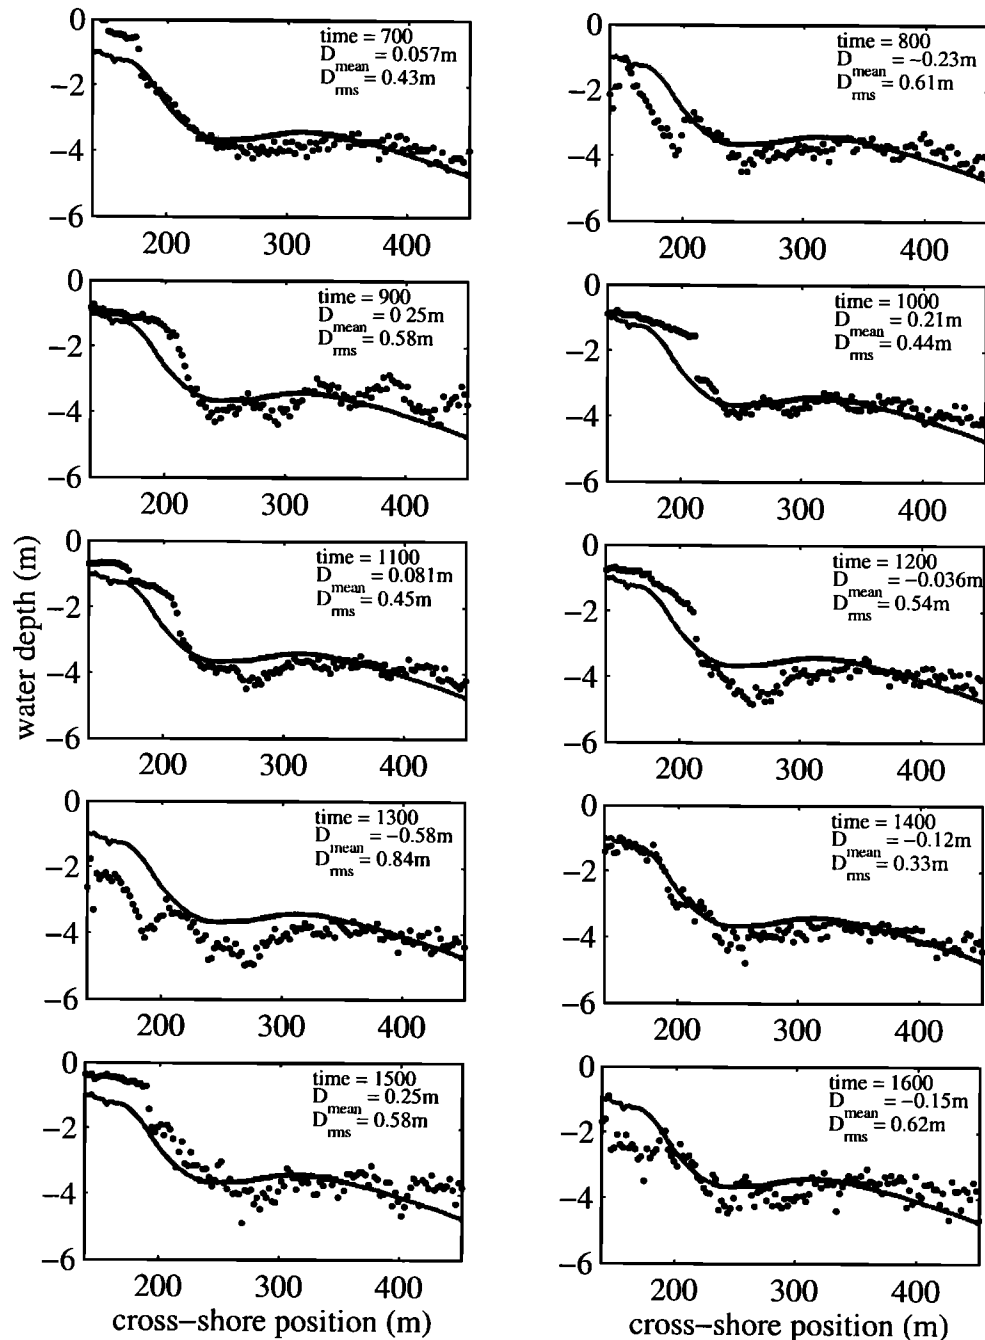 0
−2
−4
−6
200
300
400
time = 700
D mean = 0.057m
D rms = 0.43m
0
−2
−4
−6
200
300
400
time = 800
D mean = −0.23m
D rms = 0.61m
0
−2
−4
−6
200
300
400
time = 900
D mean = 0 25m
D rms = 0.58m
0
−2
−4
−6
200
300
400
time = 1000
D mean = 0.21m
D rms = 0.44m
water depth (m)
0
−2
−4
−6
200
300
400
time = 1100
D mean = 0.081m
D rms = 0.45m
0
−2
−4
−6
200
300
400
time = 1200
D mean = −0.036m
D rms = 0.54m
0
−2
−4
−6
200
300
400
time = 1300
D mean = −0.58m
D rms = 0.84m
0
−2
−4
−6
200
300
400
time = 1400
D mean = −0.12m
D rms = 0.33m
0
−2
−4
−6
200
300
400
time = 1500
D mean = 0.25m
D rms = 0.58m
cross−shore position (m)
0
−2
−4
−6
200
300
400
time = 1600
D mean = −0.15m
D rms = 0.62m
cross−shore position (m)